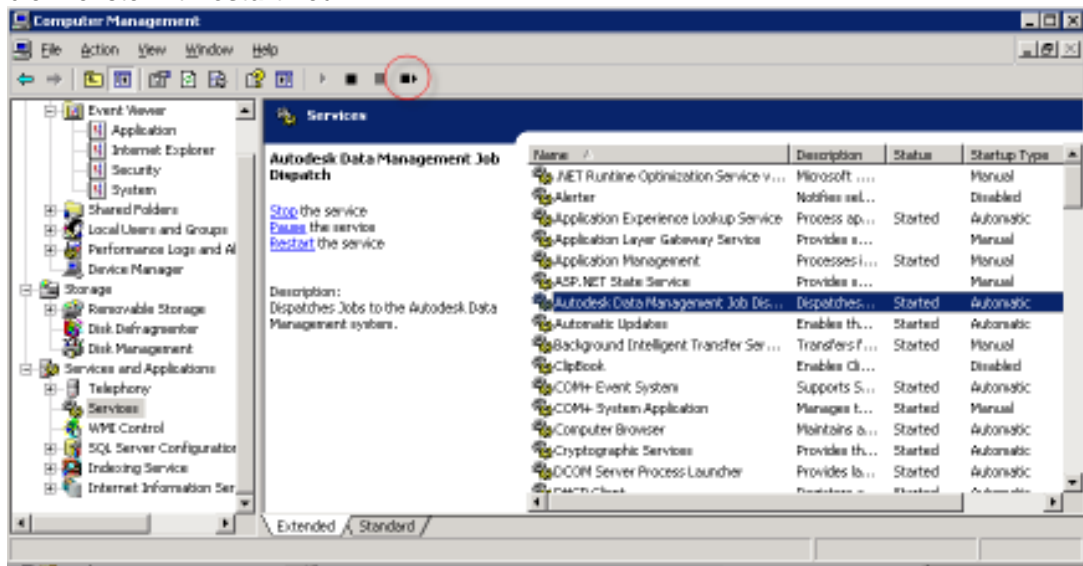 Computer Management
File Action View Window Help
Event Viewer
Application
Internet Explorer
Security
System
Shared Folders
Local Users and Groups
Performance Logs and Al
Device Manager
Storage
Removable Storage
Disk Defragmenter
Disk Management
Services and Applications
Telephony
Services
WMI Control
SQL Server Configuration
Indexing Service
Internet Information Ser
Services
Autodesk Data Management Job
Dispatch
Stop the service
Pause the service
Restart the service
Description:
Dispatches Jobs to the Autodesk Data
Management system.
Name Description Status Startup Type
.NET Runtime Optimization Service v... Microsoft .... Manual
Alerter Notifies sel... Disabled
Application Experience Lookup Service Process ap... Started Automatic
Application Layer Gateway Service Provides s... Manual
Application Management Processes i... Started Manual
ASP.NET State Service Provides s... Manual
Autodesk Data Management Job Dis... Dispatches... Started Automatic
Automatic Updates Enables th... Started Automatic
Background Intelligent Transfer Ser... Transfers f... Started Manual
ClipBook Enables Cli... Disabled
COM+ Event System Supports S... Started Automatic
COM+ System Application Manages t... Started Manual
Computer Browser Maintains a... Started Automatic
Cryptographic Services Provides th... Started Automatic
DCOM Server Process Launcher Provides la... Started Automatic
Extended Standard